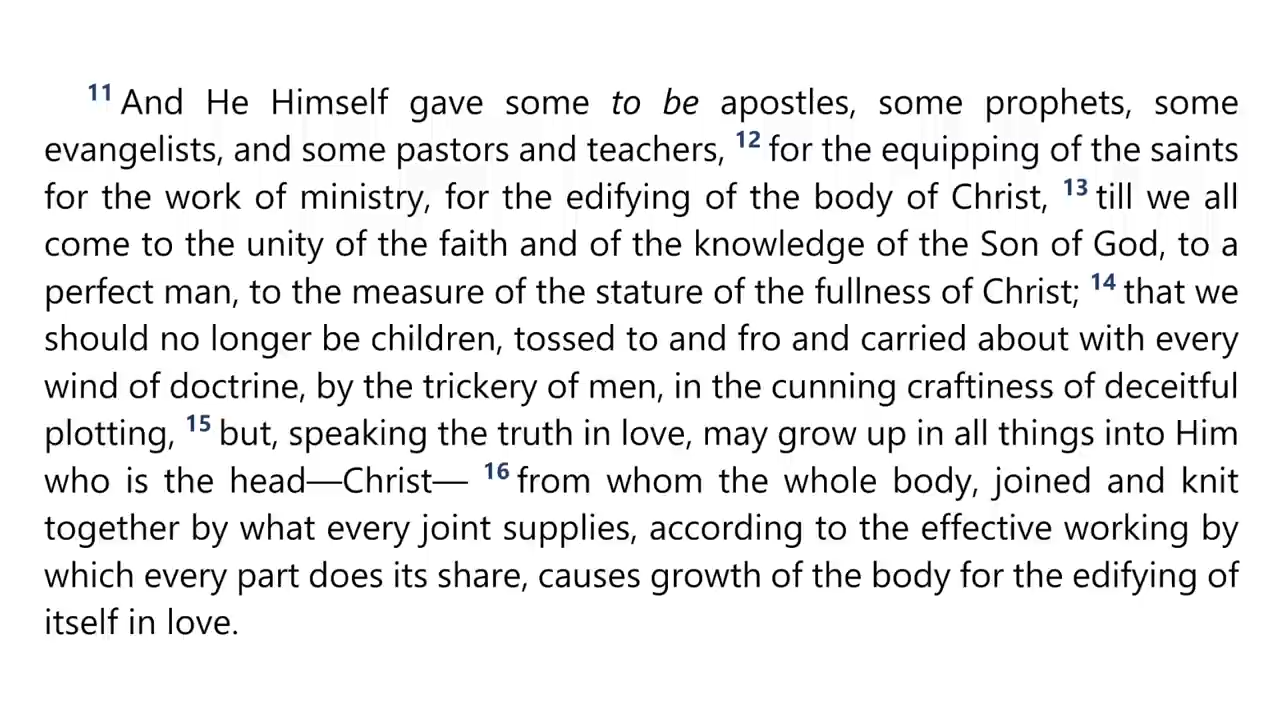 11 And He Himself gave some to be apostles, some prophets, some
evangelists, and some pastors and teachers, 12 for the equipping of the saints
for the work of ministry, for the edifying of the body of Christ, 13 till we all
come to the unity of the faith and of the knowledge of the Son of God, to a
perfect man, to the measure of the stature of the fullness of Christ; 14 that we
should no longer be children, tossed to and fro and carried about with every
wind of doctrine, by the trickery of men, in the cunning craftiness of deceitful
plotting, 15 but, speaking the truth in love, may grow up in all things into Him
who is the head—Christ— 16 from whom the whole body, joined and knit
together by what every joint supplies, according to the effective working by
which every part does its share, causes growth of the body for the edifying of
itself in love.